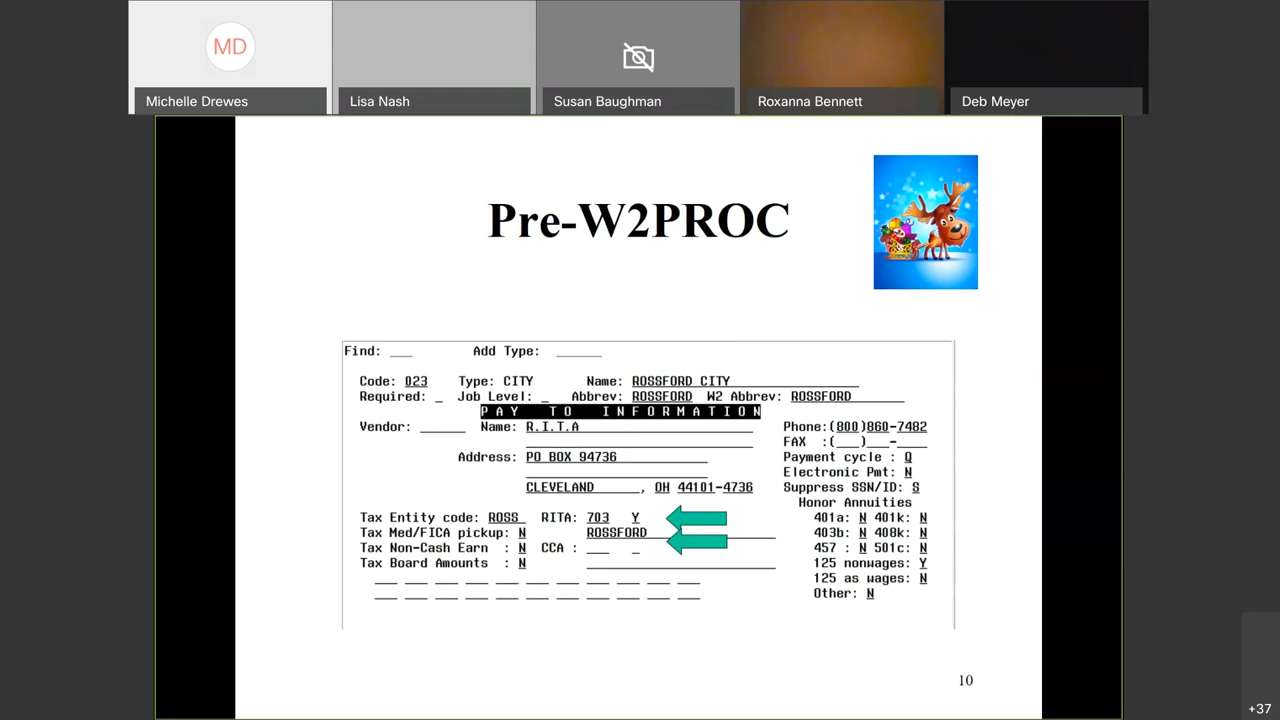 MD
Michelle Drewes
Lisa Nash
Susan Baughman
Roxanna Bennett
Deb Meyer
Pre-W2PROC
Find: ___ Add Type: ______
Code: 023 Type: CITY Name: ROSSFORD CITY
Required: _ Job Level: _ Abbrev: ROSSFORD W2 Abbrev: ROSSFORD
PAY TO INFORMATION
Vendor: ______ Name: R.I.T.A Phone:(800)860-7482
FAX :(___)___-____
Address: PO BOX 94736 Payment cycle : Q
Electronic Pmt: N
CLEVELAND , OH 44101-4736 Suppress SSN/ID: S
Honor Annuities
Tax Entity code: ROSS RITA: 703 Y 401a: N 401k: N
Tax Med/FICA pickup: N ROSSFORD 403b: N 408k: N
Tax Non-Cash Earn : N CCA : ___ _ 457 : N 501c: N
Tax Board Amounts : N 125 nonwages: Y
125 as wages: N
Other: N
10
+37